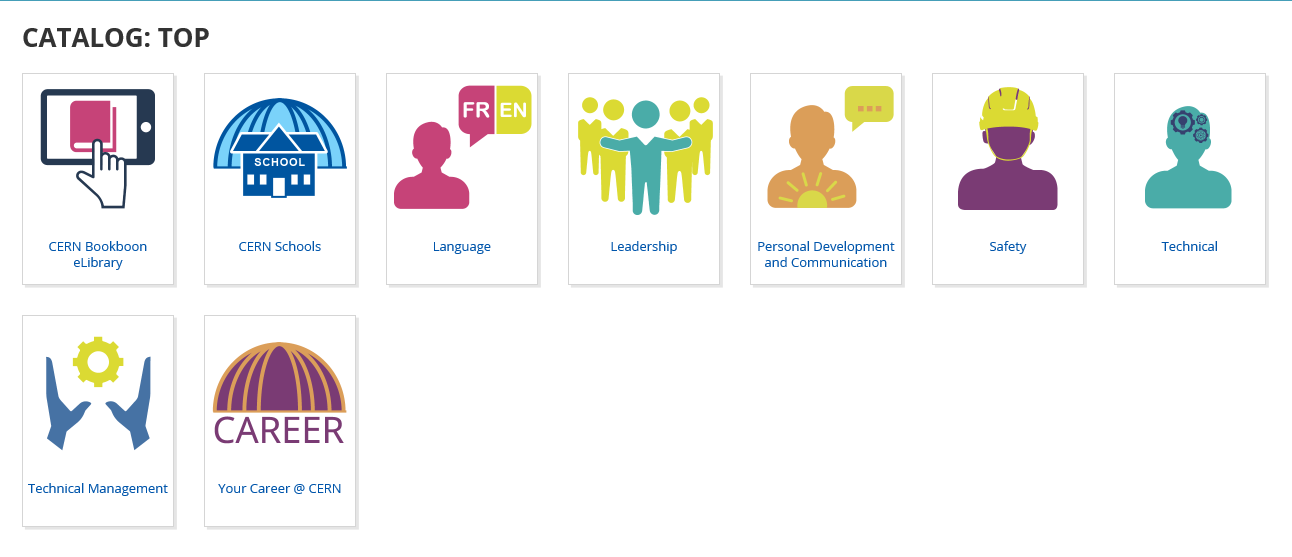 CATALOG: TOP
FR EN
SCHOOL
CERN Bookboon
eLibrary
CERN Schools
Language
Leadership
Personal Development
and Communication
Safety
Technical
CAREER
Technical Management
Your Career @ CERN